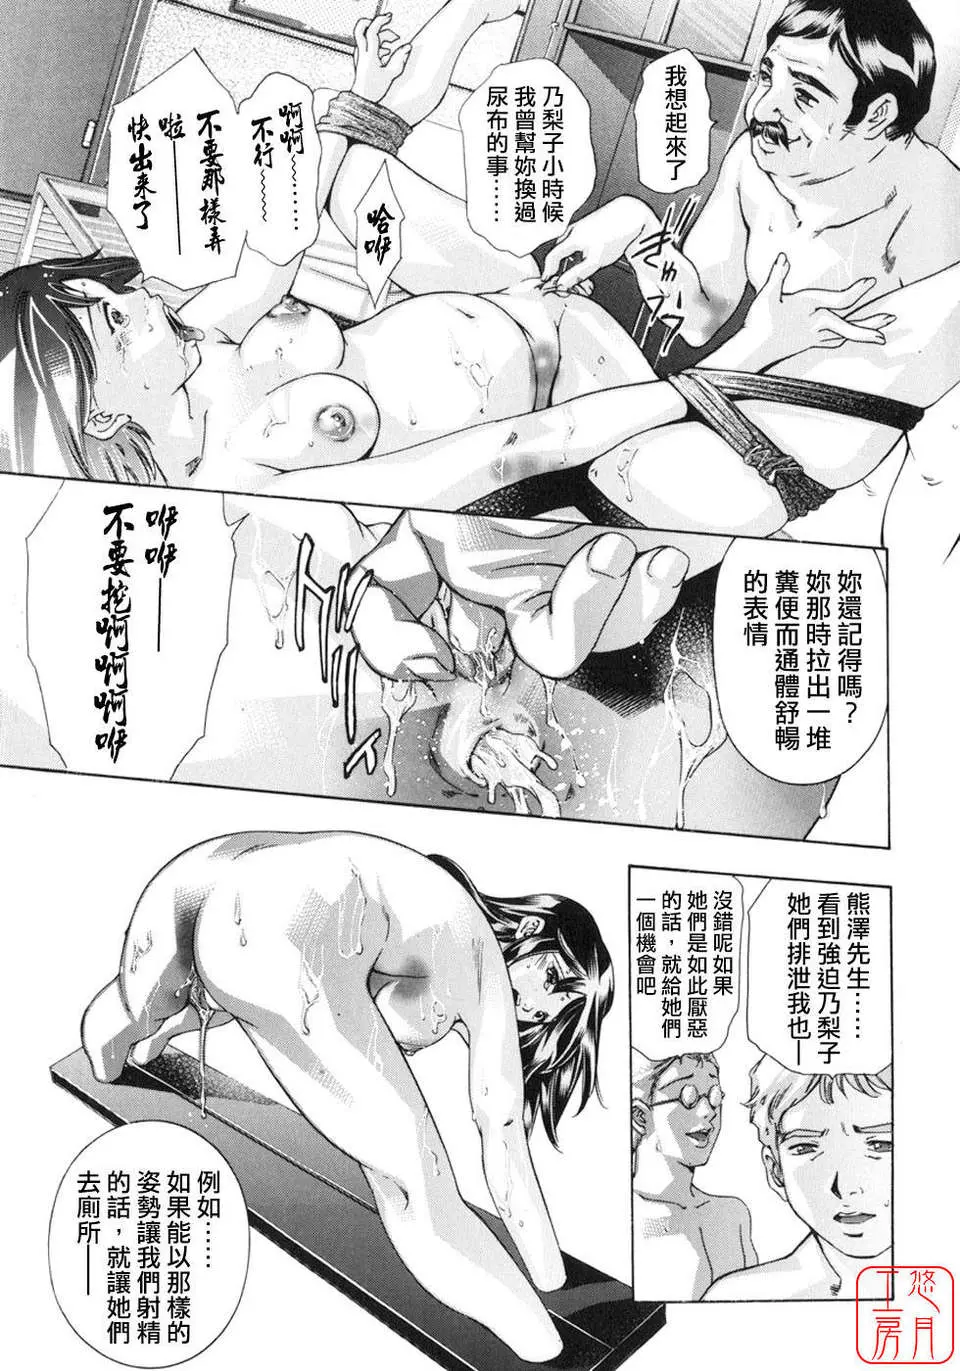 我想起來了
乃梨子小時候
我曾幫妳換過
尿布的事……
哈咿
啊啊~~~~
不行~~~~
不要那樣弄
啦——
快出來了
ぎゅ
ププ
妳還記得嗎？
妳那時拉出一堆
糞便而通體舒暢
的表情
咿咿——
不要挖啊啊啊啊咿
熊澤先生……
看到強迫乃梨子
她們排泄我也—
沒錯呢如果
她們是如此厭惡
的話，就給她們
一個機會吧
例如……
如果能以那樣的
姿勢讓我們射精
的話，就讓她們
去廁所——
悠月
工房